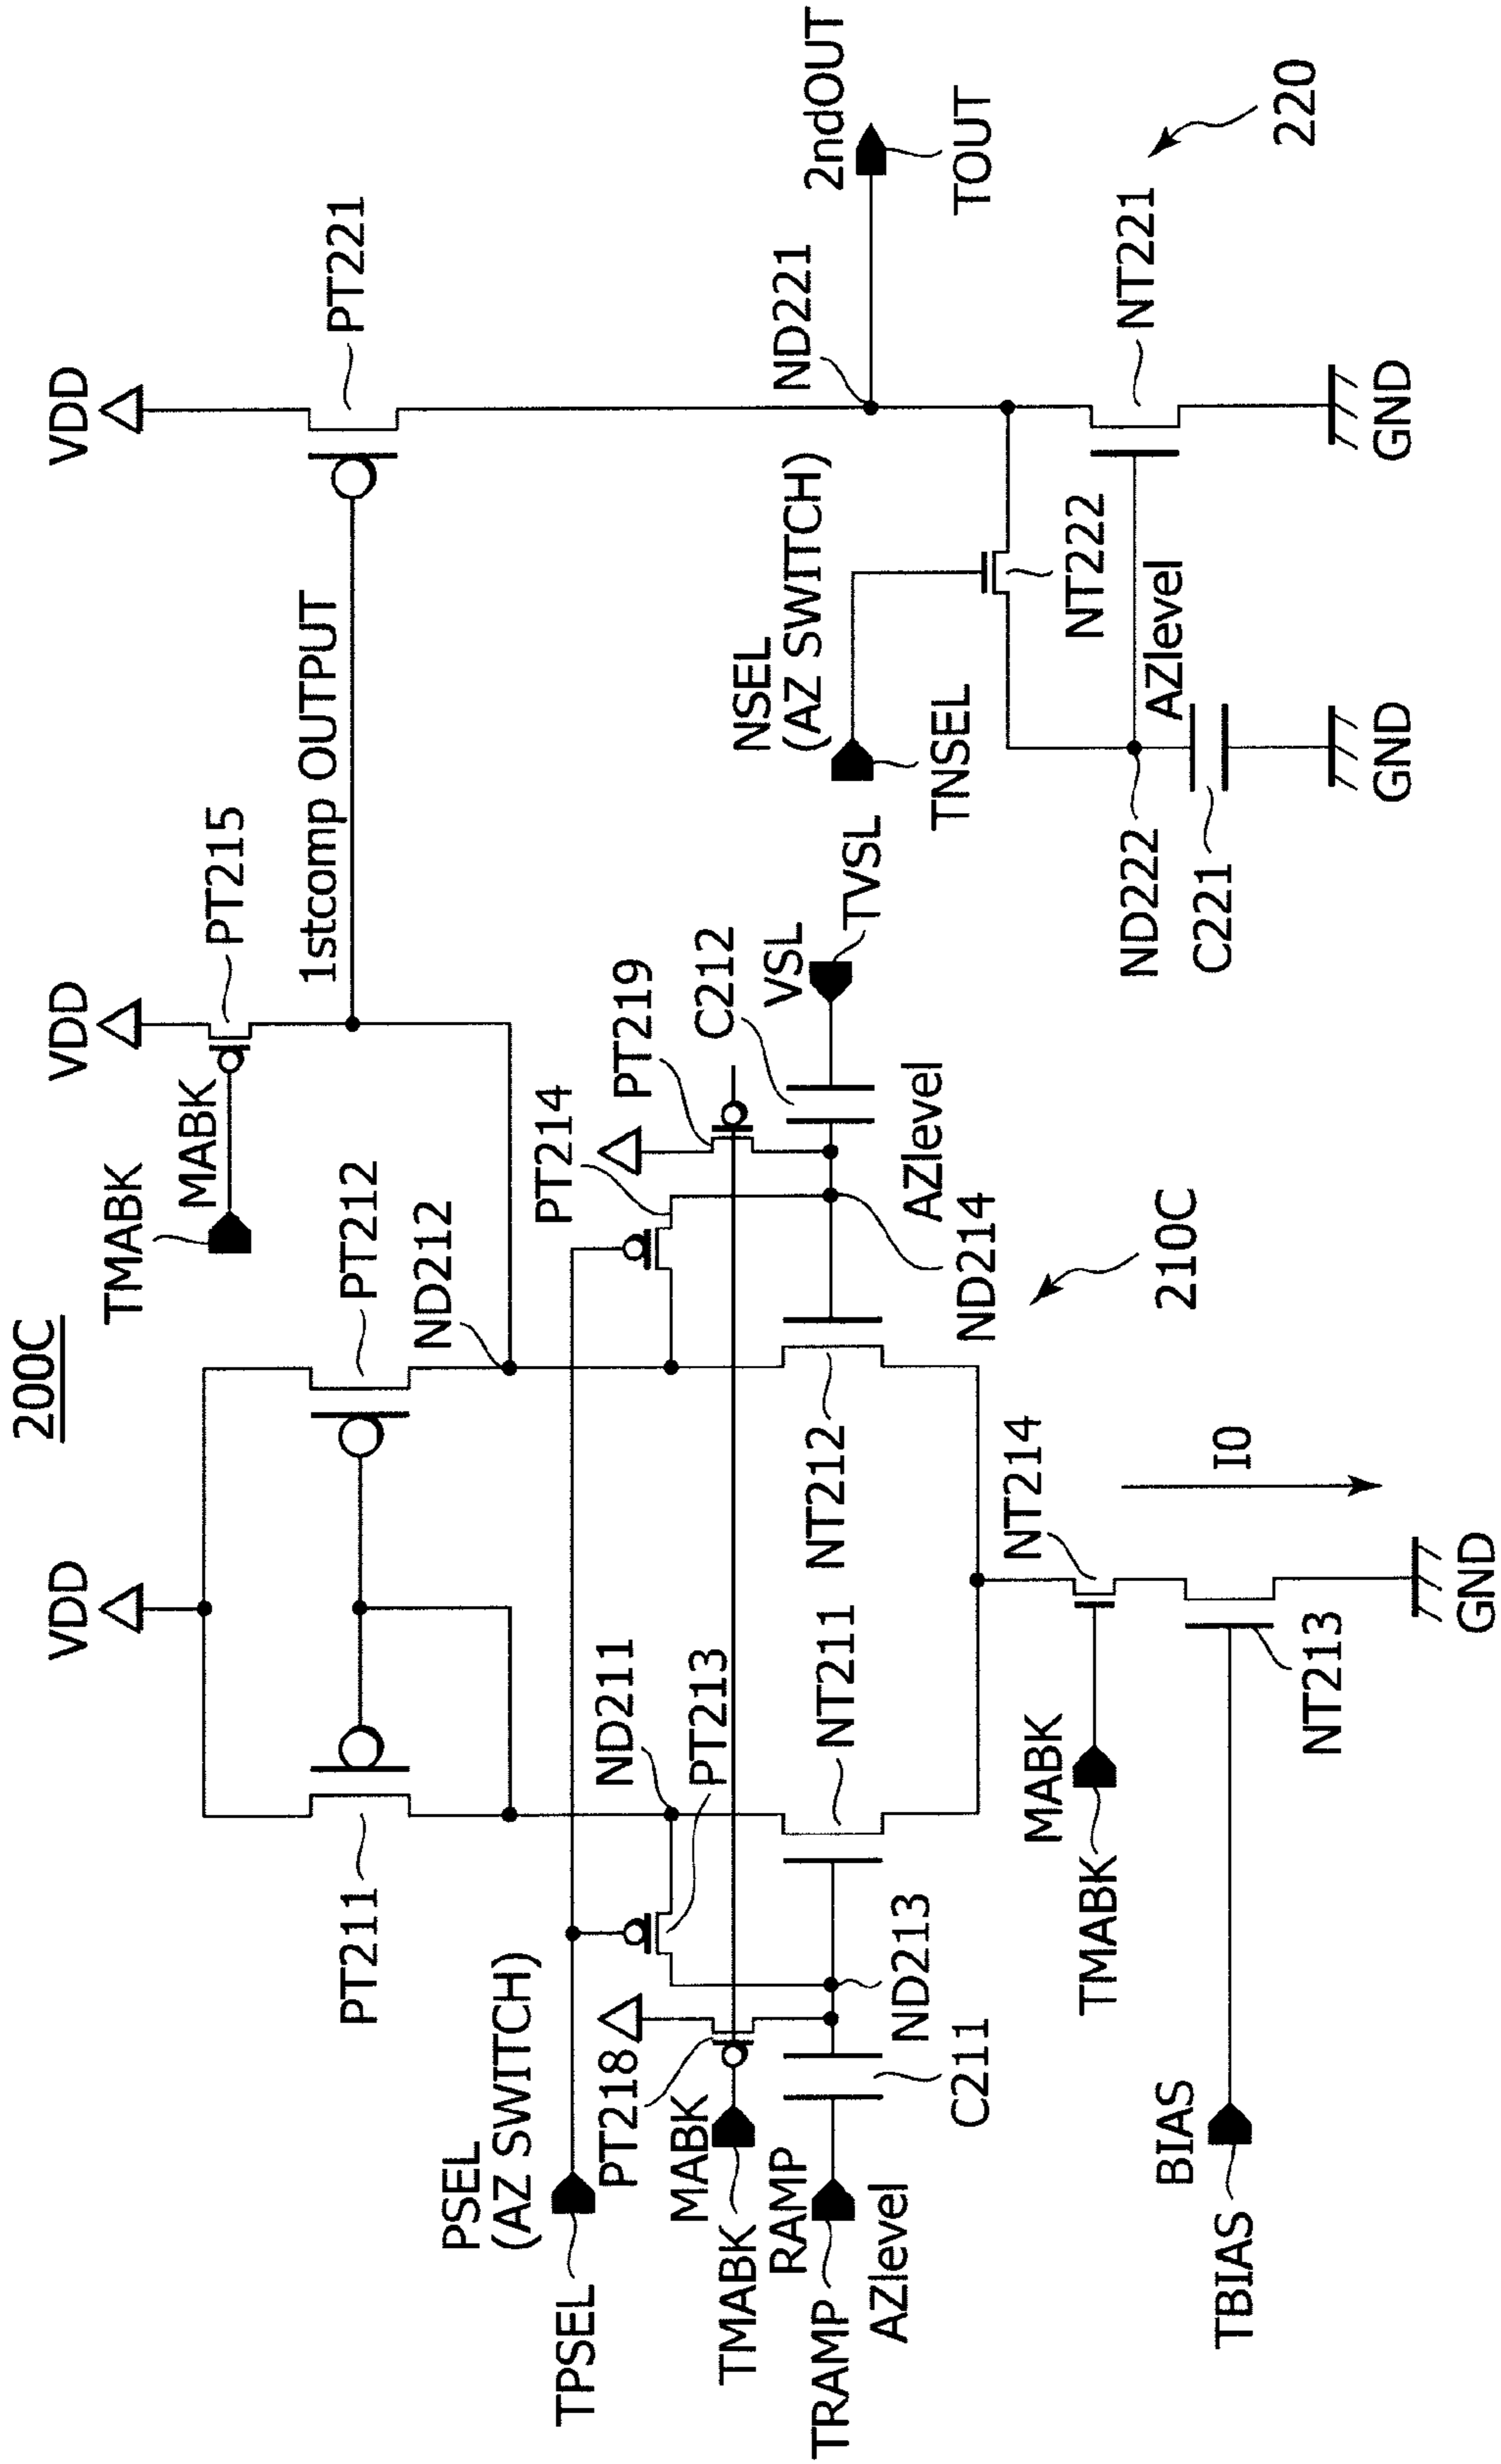 200C
VDD
VDD
VDD
TMABK
MABK
PT215
PT211
PT212
PT221
ND212
1stcomp OUTPUT
PSEL
(AZ SWITCH)
TPSEL
ND211
PT213
PT214
PT219
PT218
MABK
TMABK
C212
VSL
TVSL
NSEL
(AZ SWITCH)
TNSEL
ND221
2ndOUT
TOUT
RAMP
TRAMP
AZlevel
C211
ND213
NT211
NT212
ND214
AZlevel
NT222
AZlevel
NT221
ND222
C221
GND
GND
220
210C
MABK
TMABK
NT214
I0
BIAS
TBIAS
NT213
GND